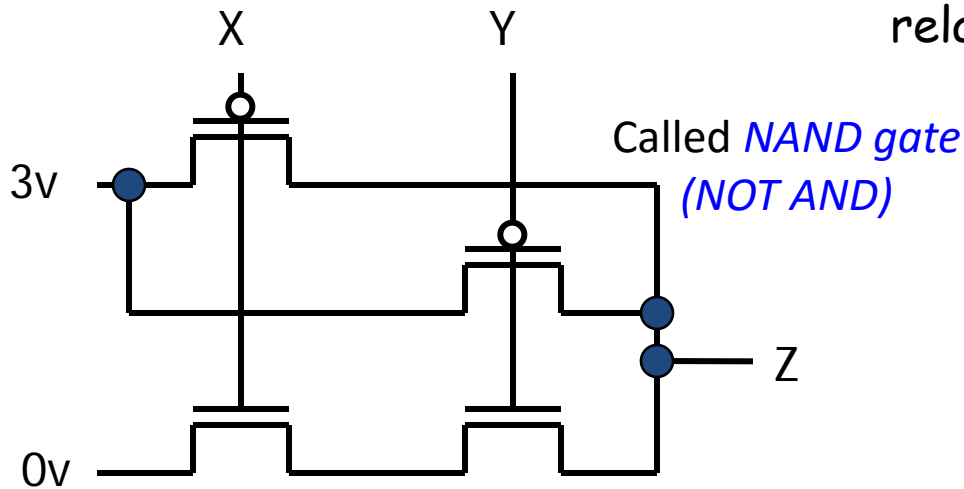 X
Y
Called NAND gate
(NOT AND)
3v
Z
0v